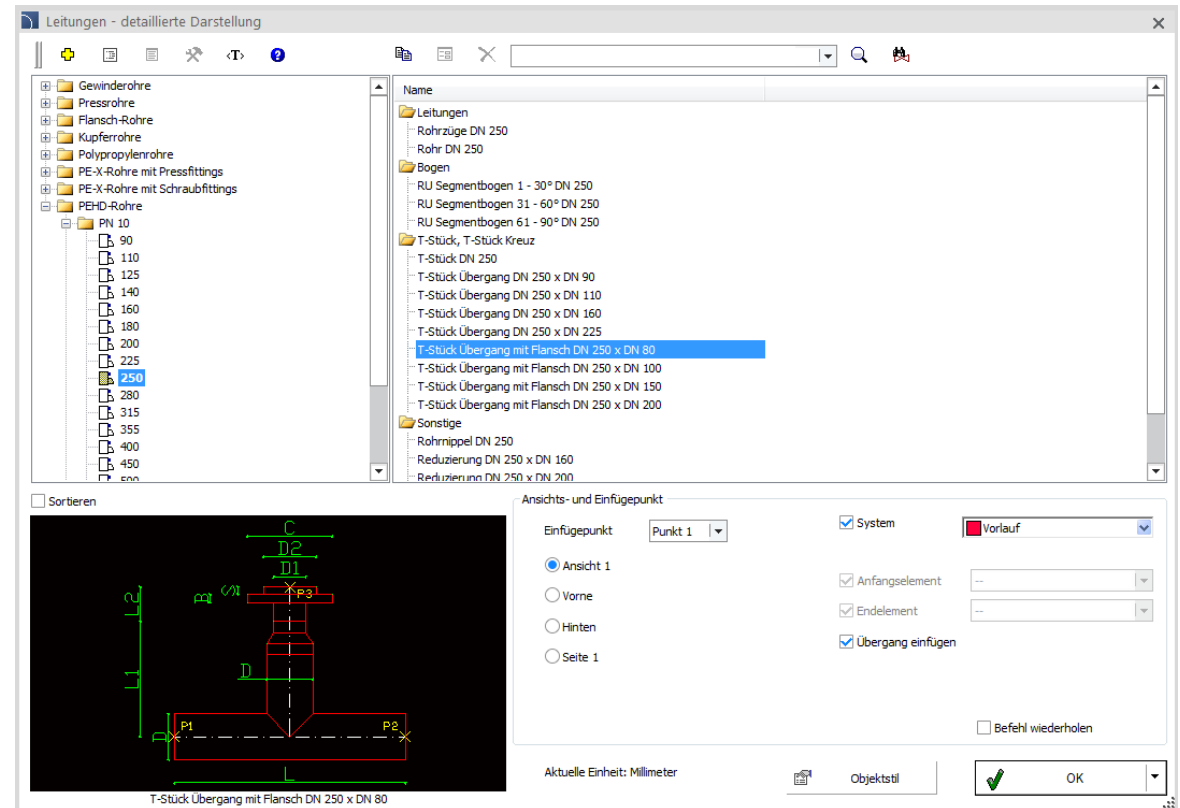 Leitungen - detaillierte Darstellung
<T>
Gewinderohre
Pressrohre
Flansch-Rohre
Kupferrohre
Polypropylenrohre
PE-X-Rohre mit Pressfittings
PE-X-Rohre mit Schraubfittings
PEHD-Rohre
PN 10
90
110
125
140
160
180
200
225
250
280
315
355
400
450
500
Name
Leitungen
Rohrzüge DN 250
Rohr DN 250
Bogen
RU Segmentbogen 1 - 30° DN 250
RU Segmentbogen 31 - 60° DN 250
RU Segmentbogen 61 - 90° DN 250
T-Stück, T-Stück Kreuz
T-Stück DN 250
T-Stück Übergang DN 250 x DN 90
T-Stück Übergang DN 250 x DN 110
T-Stück Übergang DN 250 x DN 160
T-Stück Übergang DN 250 x DN 225
T-Stück Übergang mit Flansch DN 250 x DN 80
T-Stück Übergang mit Flansch DN 250 x DN 100
T-Stück Übergang mit Flansch DN 250 x DN 150
T-Stück Übergang mit Flansch DN 250 x DN 200
Sonstige
Rohrnippel DN 250
Reduzierung DN 250 x DN 160
Reduzierung DN 250 x DN 200
Sortieren
C
D2
D1
P3
B
S
L2
L1
D
P1
P2
D
L
T-Stück Übergang mit Flansch DN 250 x DN 80
Ansichts- und Einfügepunkt
Einfügepunkt Punkt 1
Ansicht 1
Vorne
Hinten
Seite 1
System Vorlauf
Anfangselement --
Endelement --
Übergang einfügen
Befehl wiederholen
Aktuelle Einheit: Millimeter
Objektstil
OK